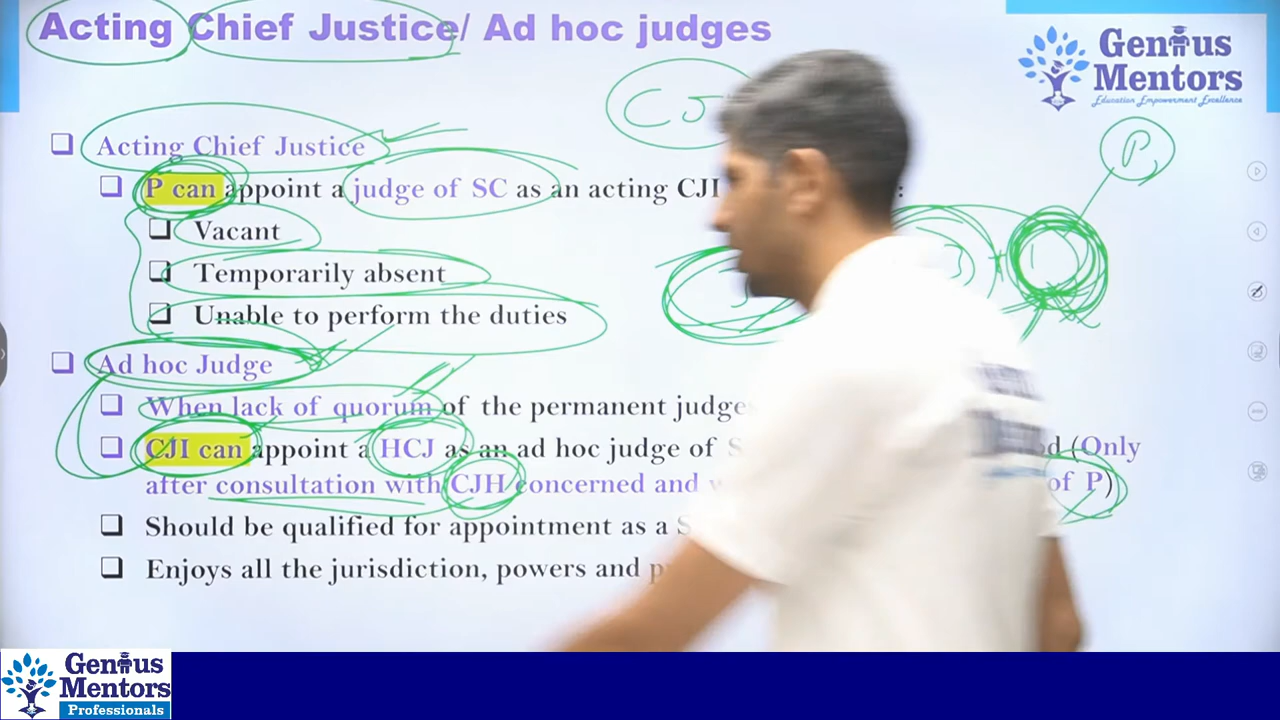 Acting Chief Justice/ Ad hoc judges
Genius
Mentors
Education Empowerment Excellence
CJ
P
Acting Chief Justice
P can appoint a judge of SC as an acting CJI :
Vacant
Temporarily absent
Unable to perform the duties
Ad hoc Judge
When lack of quorum of the permanent judge
CJI can appoint a HCJ as an ad hoc judge of S d (Only
after consultation with CJH concerned and of P)
Should be qualified for appointment as a S
Enjoys all the jurisdiction, powers and p
Genius
Mentors
Professionals